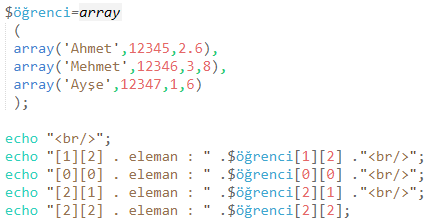 $öğrenci=array
(
array('Ahmet',12345,2.6),
array('Mehmet',12346,3,8),
array('Ayşe',12347,1,6)
);
echo "<br/>";
echo "[1][2] . eleman : " .$öğrenci[1][2] ."<br/>";
echo "[0][0] . eleman : " .$öğrenci[0][0] ."<br/>";
echo "[2][1] . eleman : " .$öğrenci[2][1] ."<br/>";
echo "[2][2] . eleman : " .$öğrenci[2][2];